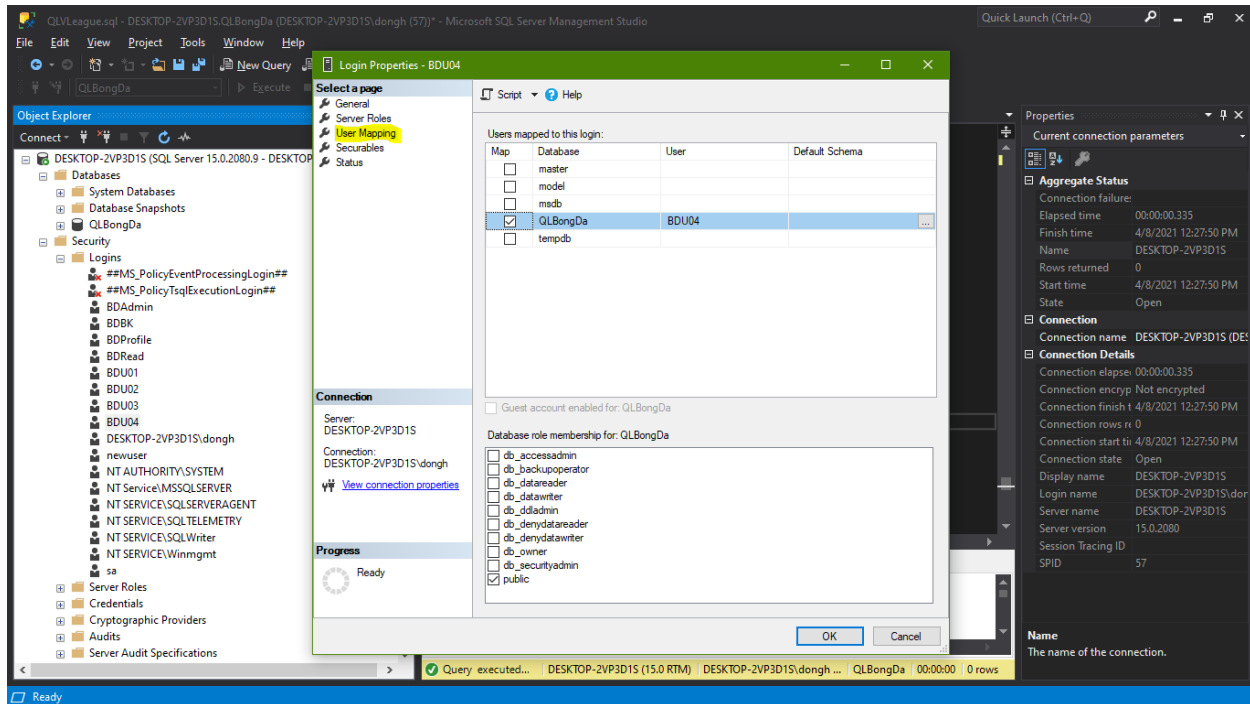 QLVLeague.sql - DESKTOP-2VP3D1S.QLBongDa (DESKTOP-2VP3D1S\dongh (57))* - Microsoft SQL Server Management Studio
Quick Launch (Ctrl+Q)
File Edit View Project Tools Window Help
New Query
QLBongDa
Execute
Object Explorer
Connect
DESKTOP-2VP3D1S (SQL Server 15.0.2080.9 - DESKTOP
Databases
System Databases
Database Snapshots
QLBongDa
Security
Logins
##MS_PolicyEventProcessingLogin##
##MS_PolicyTsqlExecutionLogin##
BDAdmin
BDBK
BDProfile
BDRead
BDU01
BDU02
BDU03
BDU04
DESKTOP-2VP3D1S\dongh
newuser
NT AUTHORITY\SYSTEM
NT Service\MSSQLSERVER
NT SERVICE\SQLSERVERAGENT
NT SERVICE\SQLTELEMETRY
NT SERVICE\SQLWriter
NT SERVICE\Winmgmt
sa
Server Roles
Credentials
Cryptographic Providers
Audits
Server Audit Specifications
Login Properties - BDU04
Select a page
General
Server Roles
User Mapping
Securables
Status
Connection
Server:
DESKTOP-2VP3D1S
Connection:
DESKTOP-2VP3D1S\dongh
View connection properties
Progress
Ready
Script Help
Users mapped to this login:
Map Database User Default Schema
master
model
msdb
QLBongDa BDU04 ...
tempdb
Guest account enabled for: QLBongDa
Database role membership for: QLBongDa
db_accessadmin
db_backupoperator
db_datareader
db_datawriter
db_ddladmin
db_denydatareader
db_denydatawriter
db_owner
db_securityadmin
public
OK Cancel
Query executed... DESKTOP-2VP3D1S (15.0 RTM) DESKTOP-2VP3D1S\dongh ... QLBongDa 00:00:00 0 rows
Properties
Current connection parameters
Aggregate Status
Connection failure
Elapsed time 00:00:00.335
Finish time 4/8/2021 12:27:50 PM
Name DESKTOP-2VP3D1S
Rows returned 0
Start time 4/8/2021 12:27:50 PM
State Open
Connection
Connection name DESKTOP-2VP3D1S (DE
Connection Details
Connection elapse 00:00:00.335
Connection encryp Not encrypted
Connection finish t 4/8/2021 12:27:50 PM
Connection rows re 0
Connection start ti 4/8/2021 12:27:50 PM
Connection state Open
Display name DESKTOP-2VP3D1S
Login name DESKTOP-2VP3D1S\don
Server name DESKTOP-2VP3D1S
Server version 15.0.2080
Session Tracing ID
SPID 57
Name
The name of the connection.
Ready